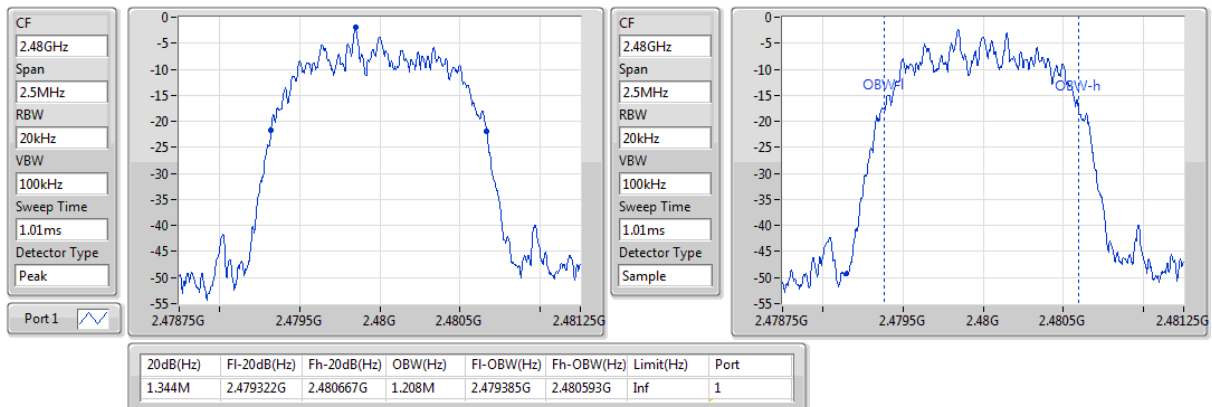 CF
2.48GHz
Span
2.5MHz
RBW
20kHz
VBW
100kHz
Sweep Time
1.01ms
Detector Type
Peak
Port 1
0
-5
-10
-15
-20
-25
-30
-35
-40
-45
-50
-55
2.47875G 2.4795G 2.48G 2.4805G 2.48125G
CF
2.48GHz
Span
2.5MHz
RBW
20kHz
VBW
100kHz
Sweep Time
1.01ms
Detector Type
Sample
0
-5
-10
-15
-20
-25
-30
-35
-40
-45
-50
-55
OBW-l OBW-h
2.47875G 2.4795G 2.48G 2.4805G 2.48125G
20dB(Hz) Fl-20dB(Hz) Fh-20dB(Hz) OBW(Hz) Fl-OBW(Hz) Fh-OBW(Hz) Limit(Hz) Port
1.344M 2.479322G 2.480667G 1.208M 2.479385G 2.480593G Inf 1